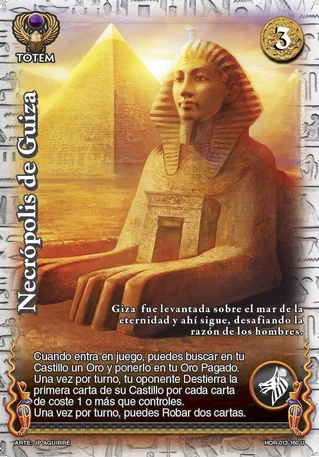 TÓTEM
3
Necrópolis de Guiza
Giza fue levantada sobre el mar de la
eternidad y ahí sigue, desafiando la
razón de los hombres.
Cuando entra en juego, puedes buscar en tu
Castillo un Oro y ponerlo en tu Oro Pagado.
Una vez por turno, tu oponente Destierra la
primera carta de su Castillo por cada carta
de coste 1 o más que controles.
Una vez por turno, puedes Robar dos cartas.
ARTE: JP AGUIRRE
HOR-013-160 U